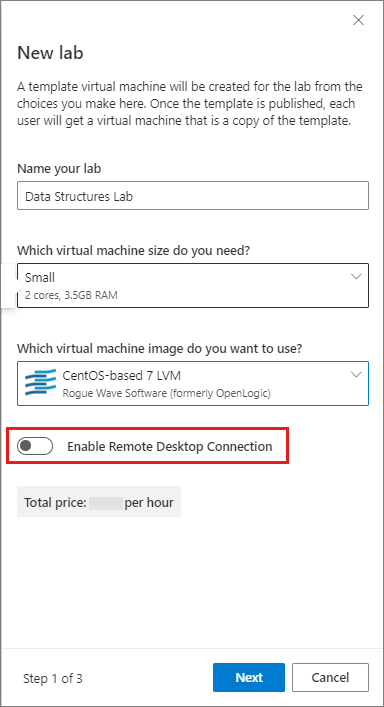 New lab
A template virtual machine will be created for the lab from the
choices you make here. Once the template is published, each
user will get a virtual machine that is a copy of the template.
Name your lab
Data Structures Lab
Which virtual machine size do you need?
Small
2 cores, 3.5GB RAM
Which virtual machine image do you want to use?
CentOS-based 7 LVM
Rogue Wave Software (formerly OpenLogic)
Enable Remote Desktop Connection
Total price: per hour
Step 1 of 3
Next
Cancel